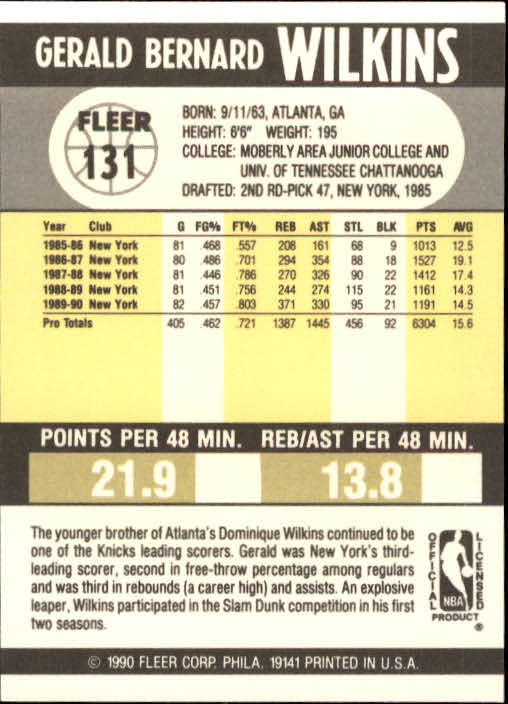 GERALD BERNARD WILKINS
FLEER
131
BORN: 9/11/63, ATLANTA, GA
HEIGHT: 6'6" WEIGHT: 195
COLLEGE: MOBERLY AREA JUNIOR COLLEGE AND
UNIV. OF TENNESSEE CHATTANOOGA
DRAFTED: 2ND RD-PICK 47, NEW YORK, 1985
Year Club G FG% FT% REB AST STL BLK PTS AVG
1985-86 New York 81 .468 .557 208 161 68 9 1013 12.5
1986-87 New York 80 .486 .701 294 354 88 18 1527 19.1
1987-88 New York 81 .446 .786 270 326 90 22 1412 17.4
1988-89 New York 81 .451 .756 244 274 115 22 1161 14.3
1989-90 New York 82 .457 .803 371 330 95 21 1191 14.5
Pro Totals 405 .462 .721 1387 1445 456 92 6304 15.6
POINTS PER 48 MIN. REB/AST PER 48 MIN.
21.9 13.8
The younger brother of Atlanta's Dominique Wilkins continued to be
one of the Knicks leading scorers. Gerald was New York's third-
leading scorer, second in free-throw percentage among regulars
and was third in rebounds (a career high) and assists. An explosive
leaper, Wilkins participated in the Slam Dunk competition in his first
two seasons.
OFFICIAL
LICENSED
NBA
PRODUCT ®
© 1990 FLEER CORP. PHILA. 19141 PRINTED IN U.S.A.